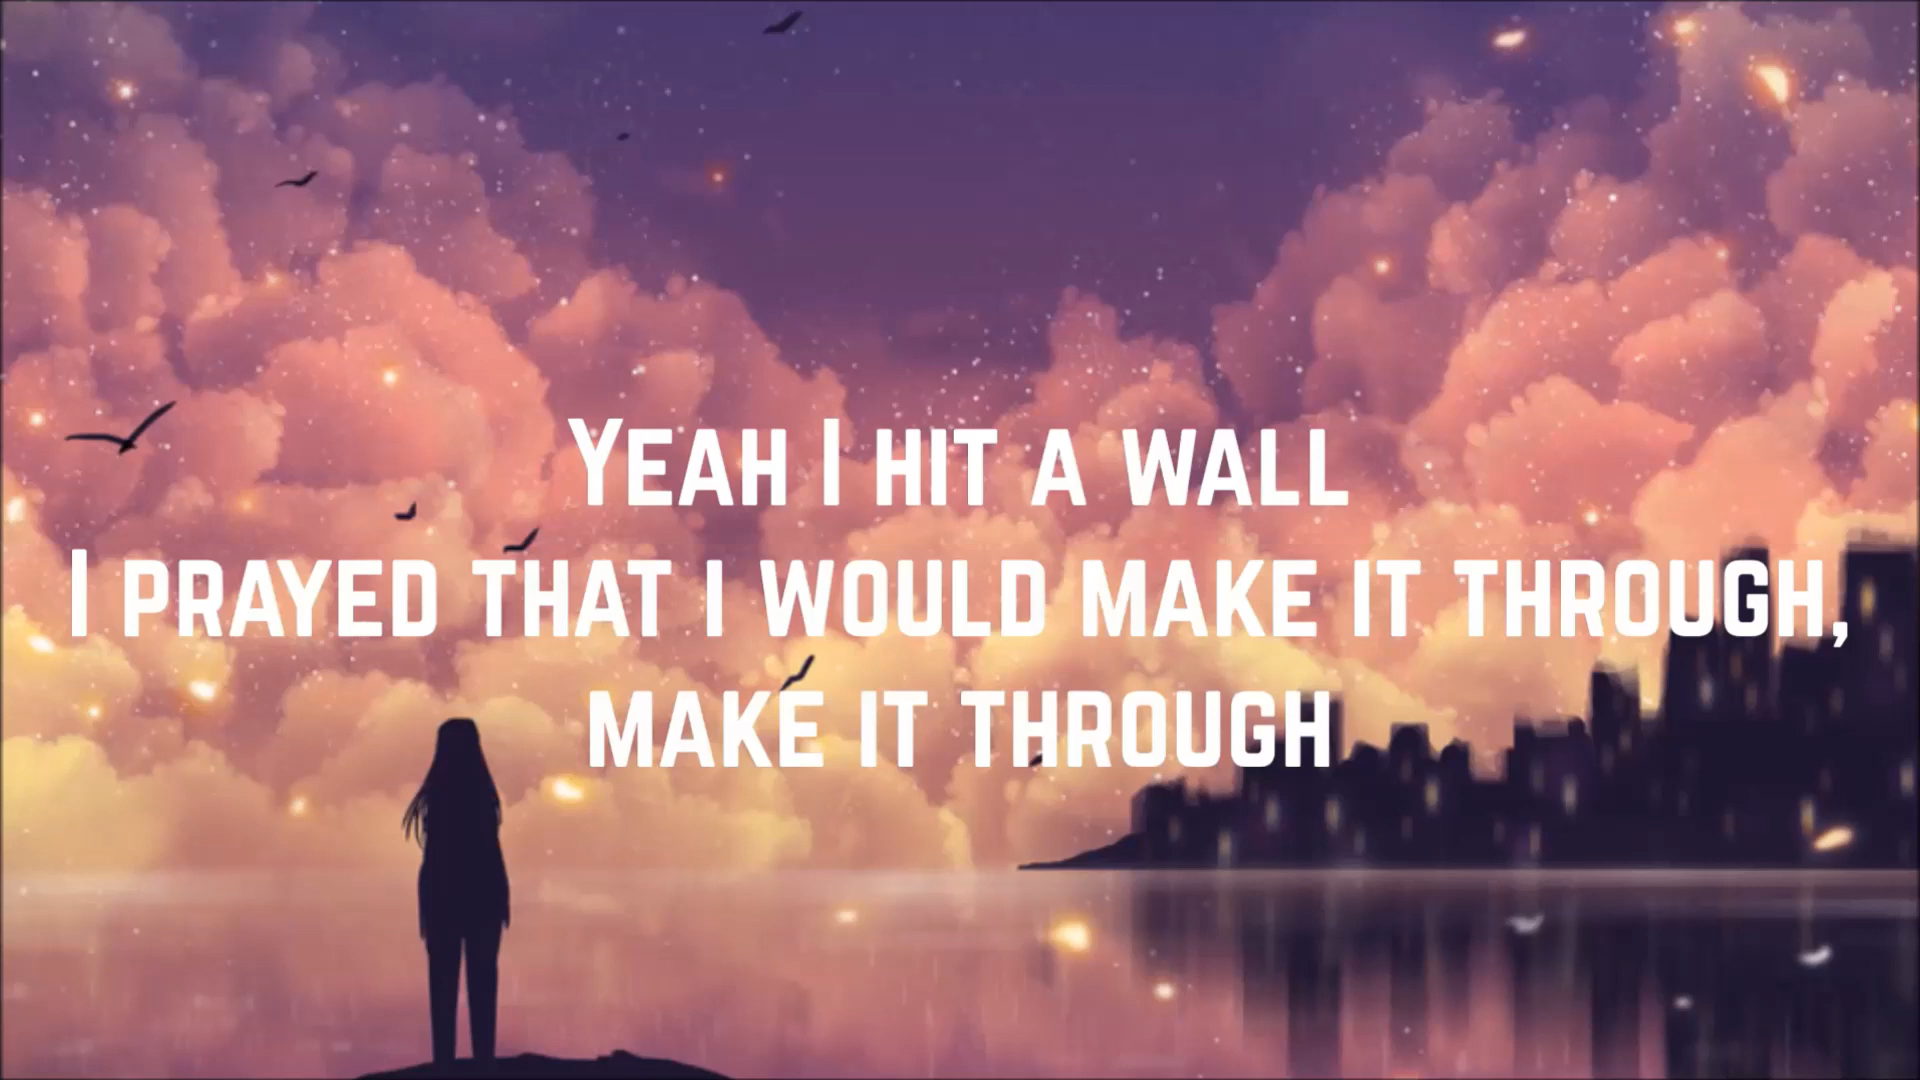 Yeah I hit a wall
I prayed that i would make it through,
make it through